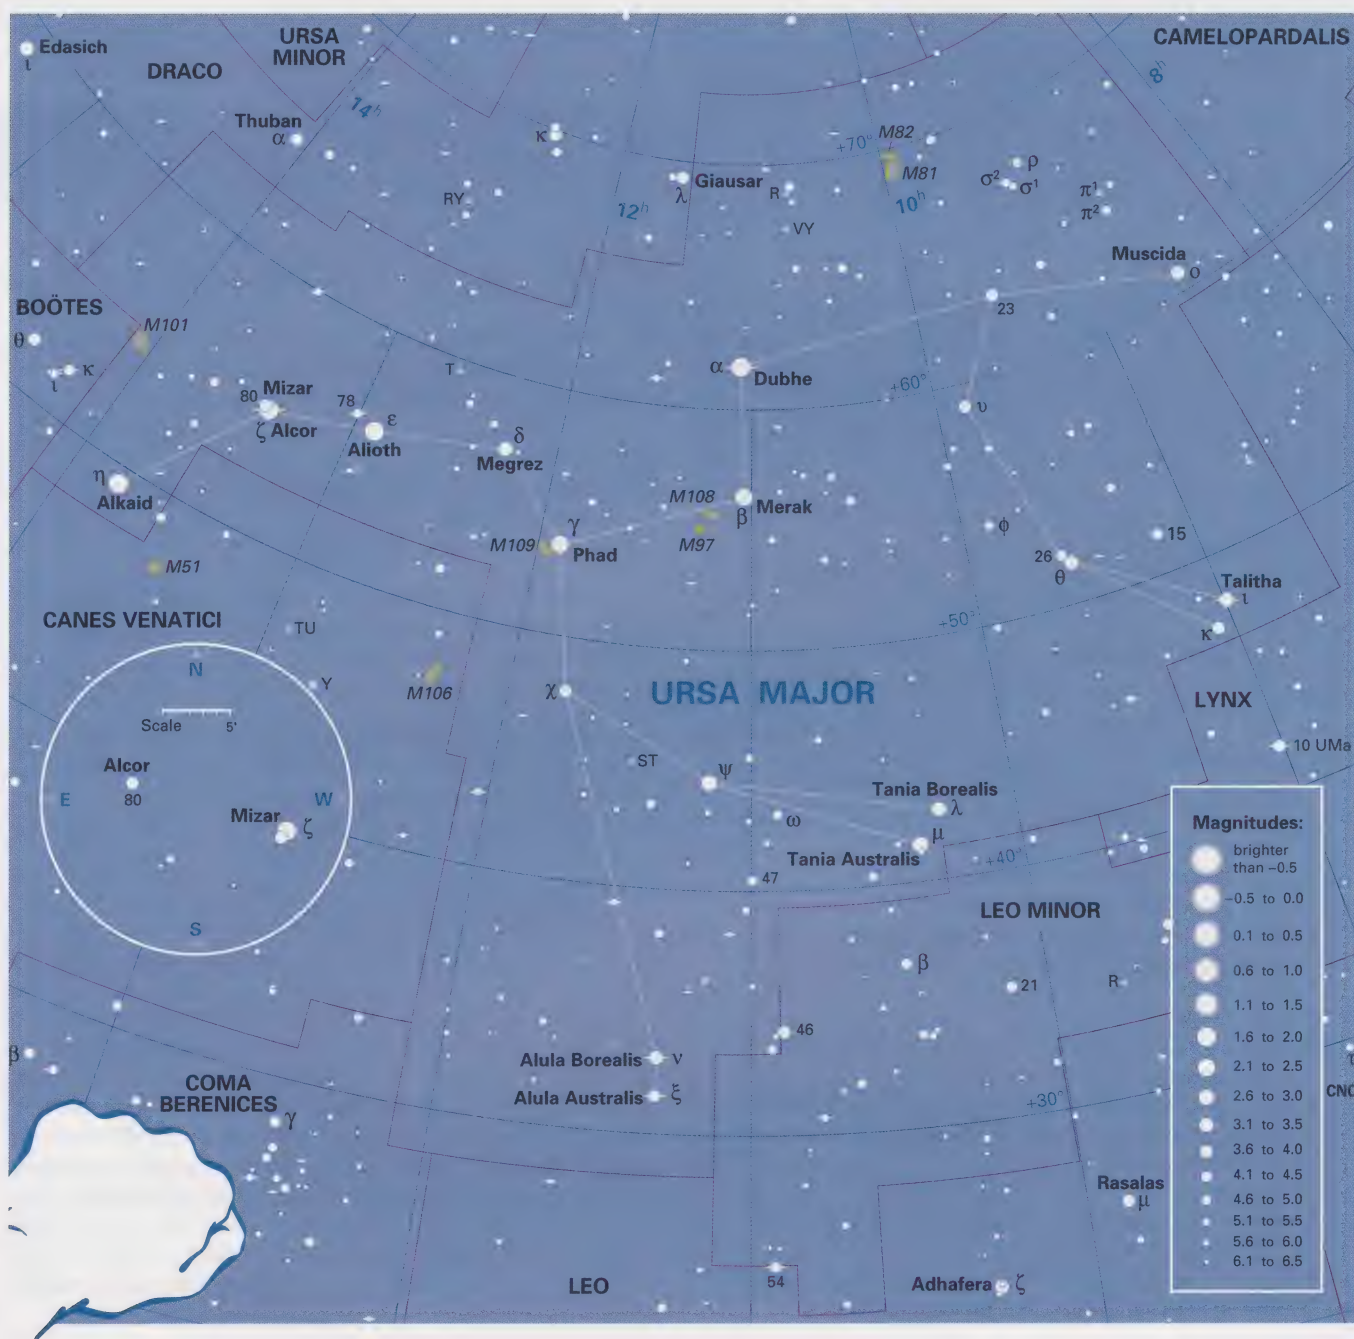 Edasich
ι
URSA
MINOR
CAMELOPARDALIS
DRACO
8h
14h
Thuban
α
κ
M82
+70°
M81
ρ
σ² σ¹
π¹
π²
Giausar
λ
R
RY
12h
10h
VY
Muscida
ο
23
BOÖTES
M101
θ
κ
ι
T
α
Dubhe
+60°
υ
80
Mizar
ζ Alcor
78
ε
Alioth
δ
Megrez
η
Alkaid
M108
Merak
β
M97
φ
15
γ
M109
Phad
26
θ
M51
Talitha
ι
CANES VENATICI
+50°
κ
TU
N
Y
M106
χ
URSA MAJOR
LYNX
Scale 5'
10 UMa
ST
ψ
Alcor
80
E
W
Mizar
ζ
Tania Borealis
λ
ω
μ
Tania Australis
+40°
47
S
LEO MINOR
β
21
R
46
Alula Borealis
ν
Alula Australis
ξ
β
COMA
BERENICES
γ
+30°
τ
CNC
Rasalas
μ
LEO
54
Adhafera
ζ
Magnitudes:
brighter
than –0.5
–0.5 to 0.0
0.1 to 0.5
0.6 to 1.0
1.1 to 1.5
1.6 to 2.0
2.1 to 2.5
2.6 to 3.0
3.1 to 3.5
3.6 to 4.0
4.1 to 4.5
4.6 to 5.0
5.1 to 5.5
5.6 to 6.0
6.1 to 6.5